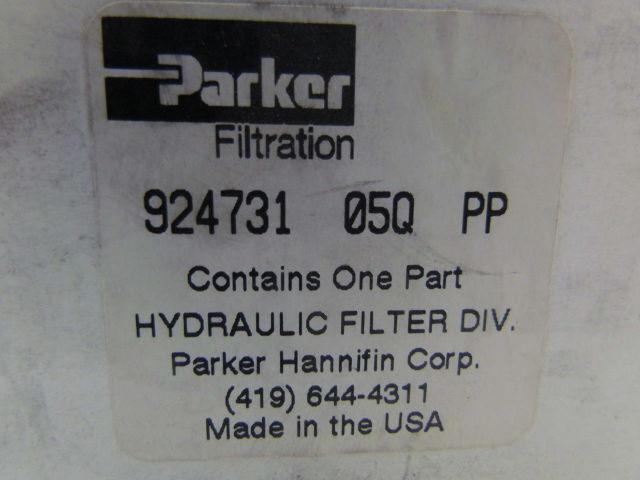 Parker
Filtration
924731 05Q PP
Contains One Part
HYDRAULIC FILTER DIV.
Parker Hannifin Corp.
(419) 644-4311
Made in the USA